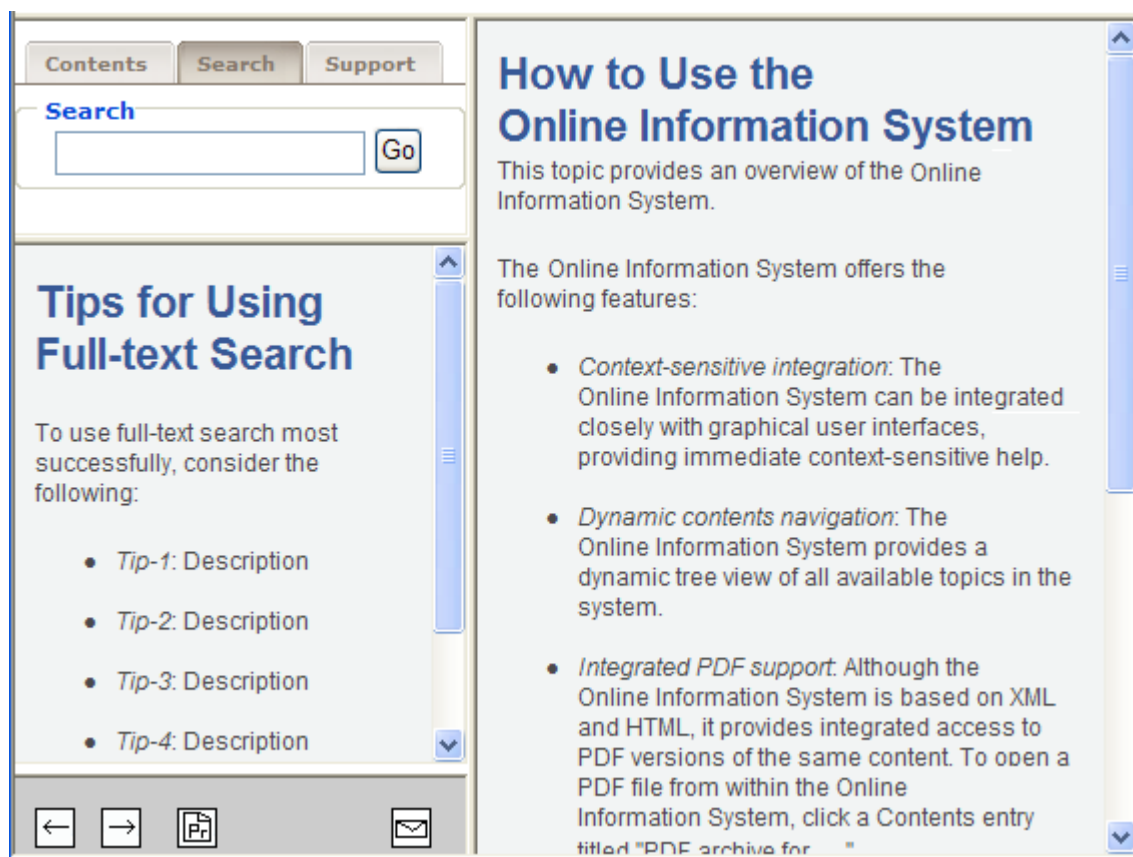 Contents Search Support
Search
Go
Tips for Using
Full-text Search
To use full-text search most
successfully, consider the
following:
• Tip-1: Description
• Tip-2: Description
• Tip-3: Description
• Tip-4: Description
Pr
How to Use the
Online Information System
This topic provides an overview of the Online
Information System.
The Online Information System offers the
following features:
• Context-sensitive integration: The
Online Information System can be integrated
closely with graphical user interfaces,
providing immediate context-sensitive help.
• Dynamic contents navigation: The
Online Information System provides a
dynamic tree view of all available topics in the
system.
• Integrated PDF support: Although the
Online Information System is based on XML
and HTML, it provides integrated access to
PDF versions of the same content. To open a
PDF file from within the Online
Information System, click a Contents entry
titled "PDF archive for ... "